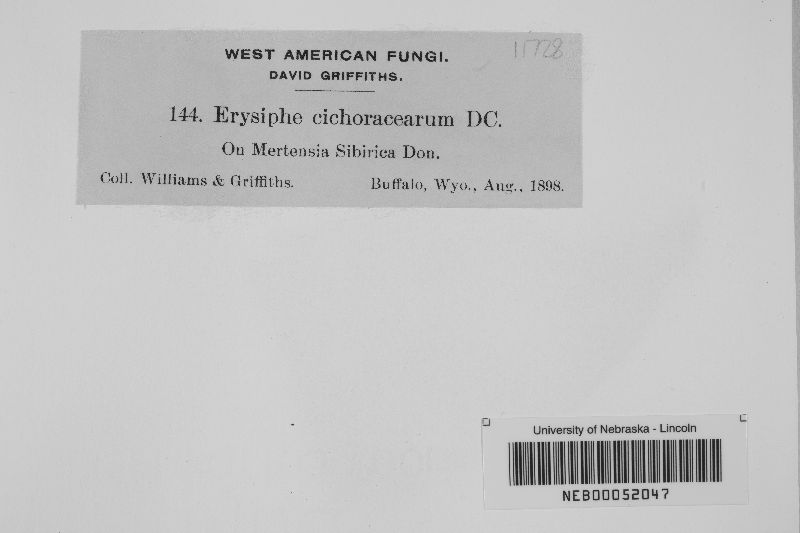 WEST AMERICAN FUNGI.
11728
DAVID GRIFFITHS.
144. Erysiphe cichoracearum DC.
On Mertensia Sibirica Don.
Coll. Williams & Griffiths. Buffalo, Wyo., Aug., 1898.
University of Nebraska - Lincoln
NEB00052047